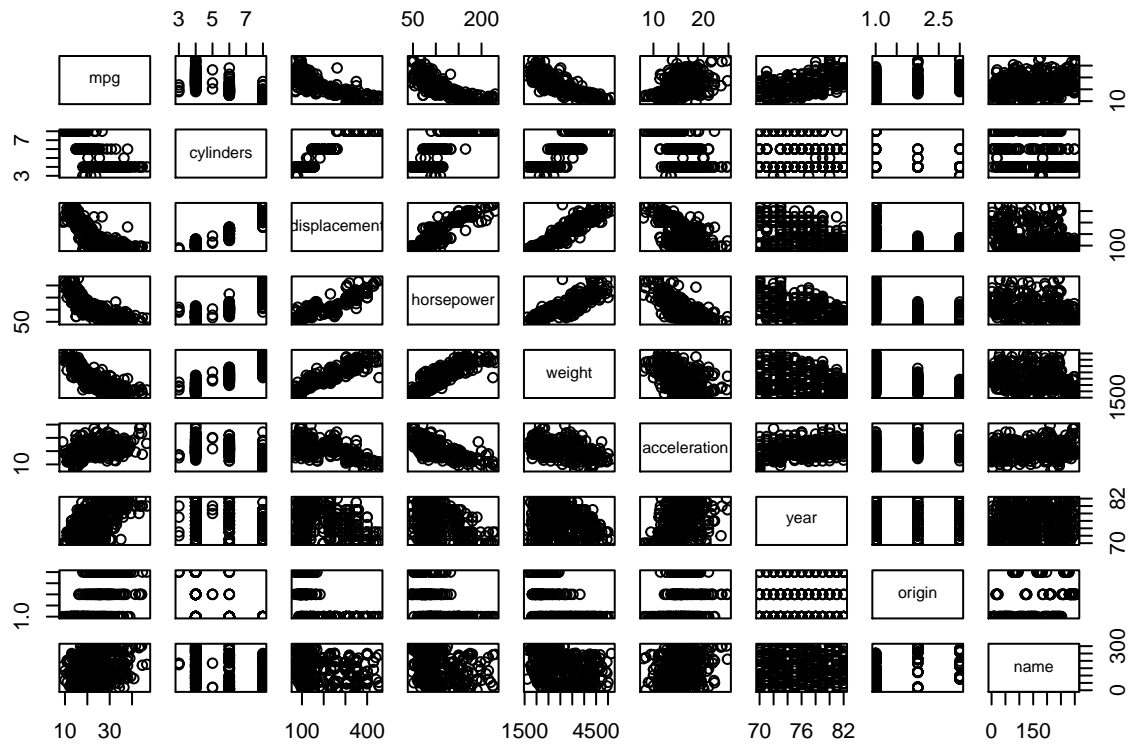 3 5 7 50 200 10 20 1.0 2.5
mpg
10
3 7
cylinders
displacement
100
50
horsepower
weight
1500
10
acceleration
year
70 82
1.0
origin
name
0 300
10 30 100 400 1500 4500 70 76 82 0 150